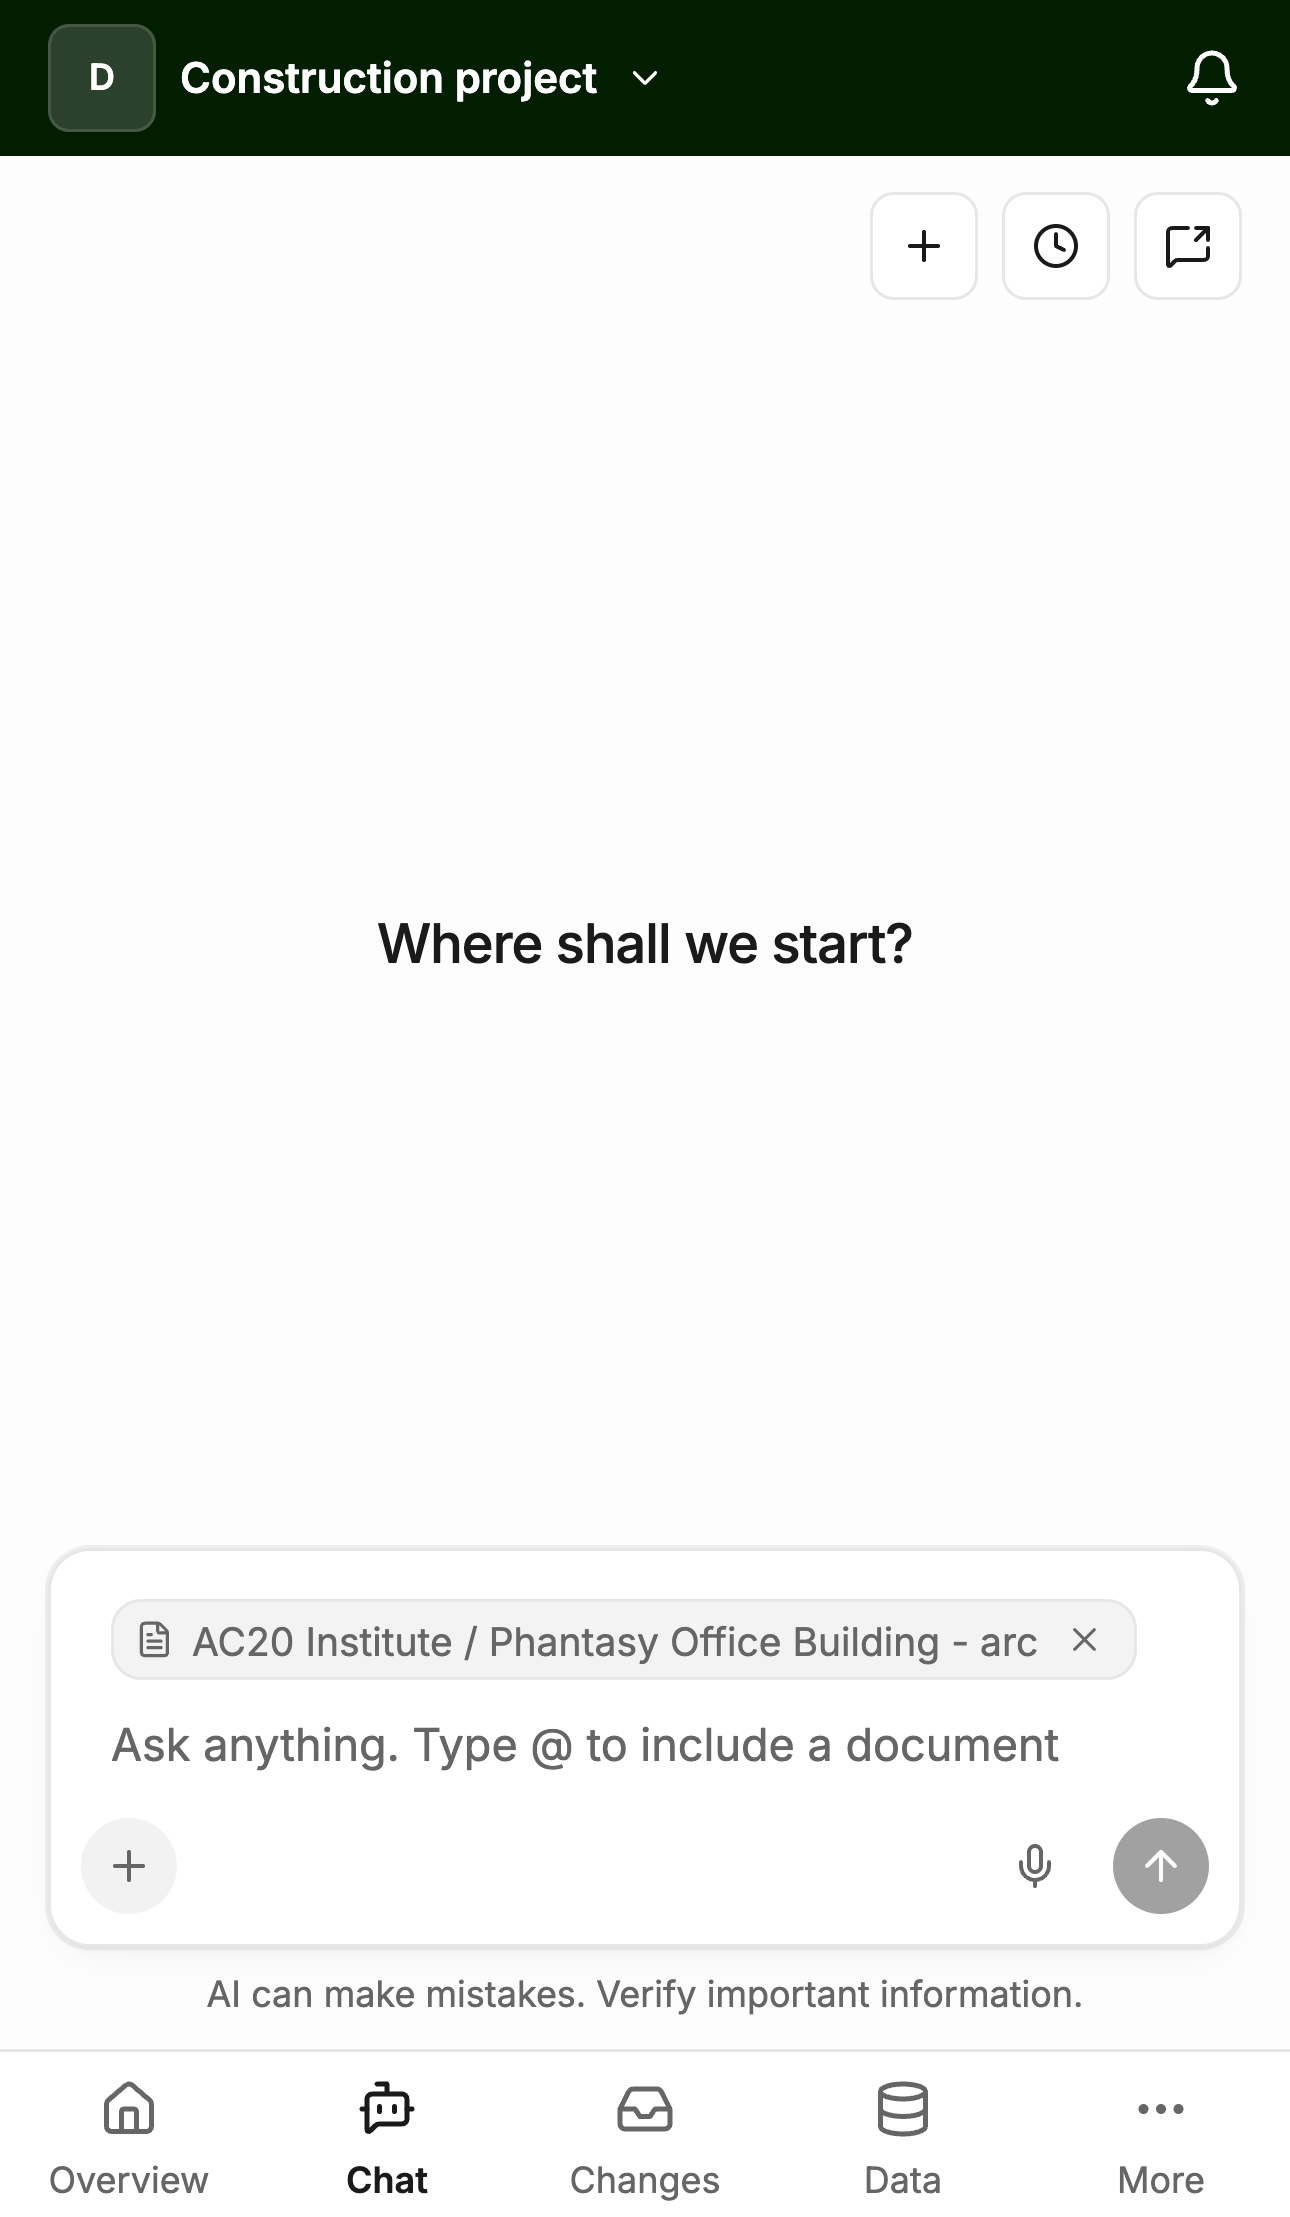 D
Construction project
Where shall we start?
AC20 Institute / Phantasy Office Building - arc
Ask anything. Type @ to include a document
AI can make mistakes. Verify important information.
Overview
Chat
Changes
Data
More